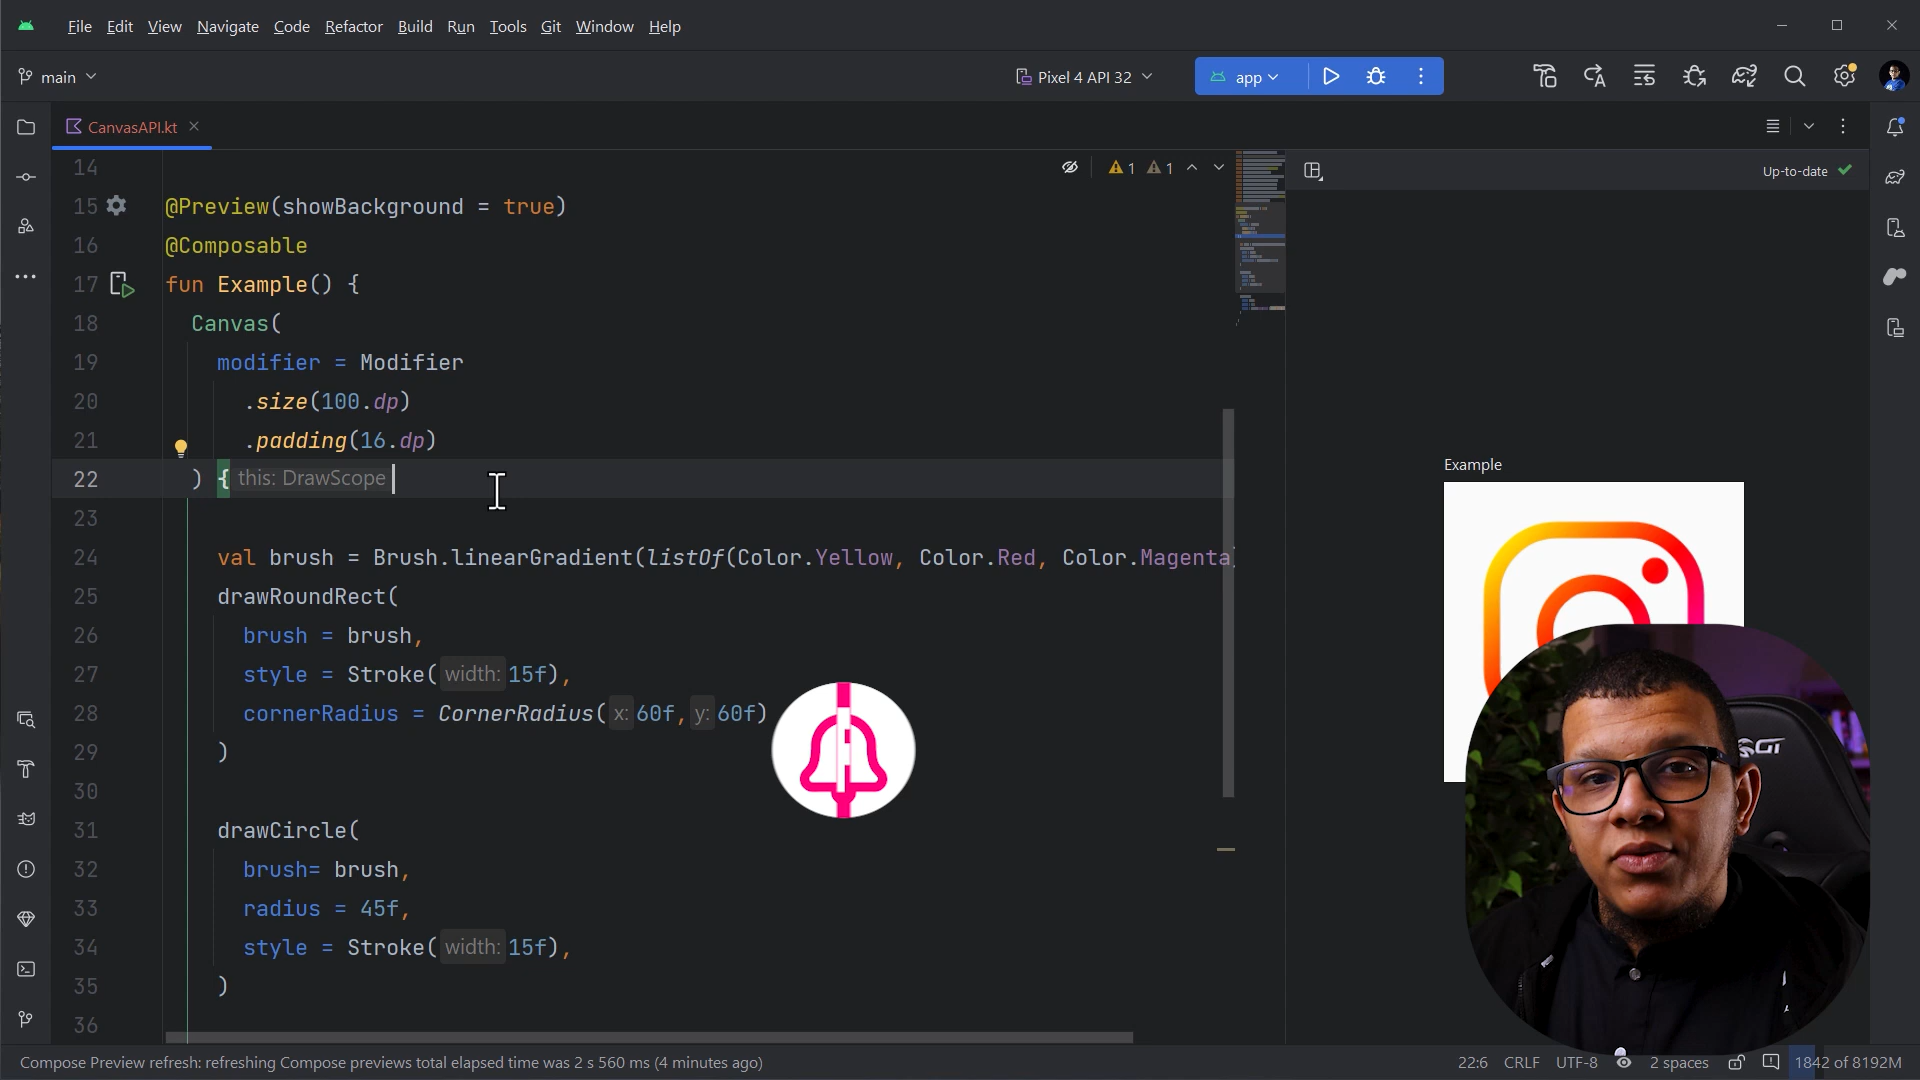 File Edit View Navigate Code Refactor Build Run Tools Git Window Help
main
Pixel 4 API 32
app
CanvasAPI.kt
14
1 1
Up-to-date
15 @Preview(showBackground = true)
16 @Composable
17 fun Example() {
18 Canvas(
19 modifier = Modifier
20 .size(100.dp)
21 .padding(16.dp)
22 ) { this: DrawScope
23
24 val brush = Brush.linearGradient(listOf(Color.Yellow, Color.Red, Color.Magenta
25 drawRoundRect(
26 brush = brush,
27 style = Stroke( width: 15f),
28 cornerRadius = CornerRadius( x: 60f, y: 60f)
29 )
30
31 drawCircle(
32 brush= brush,
33 radius = 45f,
34 style = Stroke( width: 15f),
35 )
36
Example
GT
Compose Preview refresh: refreshing Compose previews total elapsed time was 2 s 560 ms (4 minutes ago)
22:6 CRLF UTF-8 2 spaces 1842 of 8192M